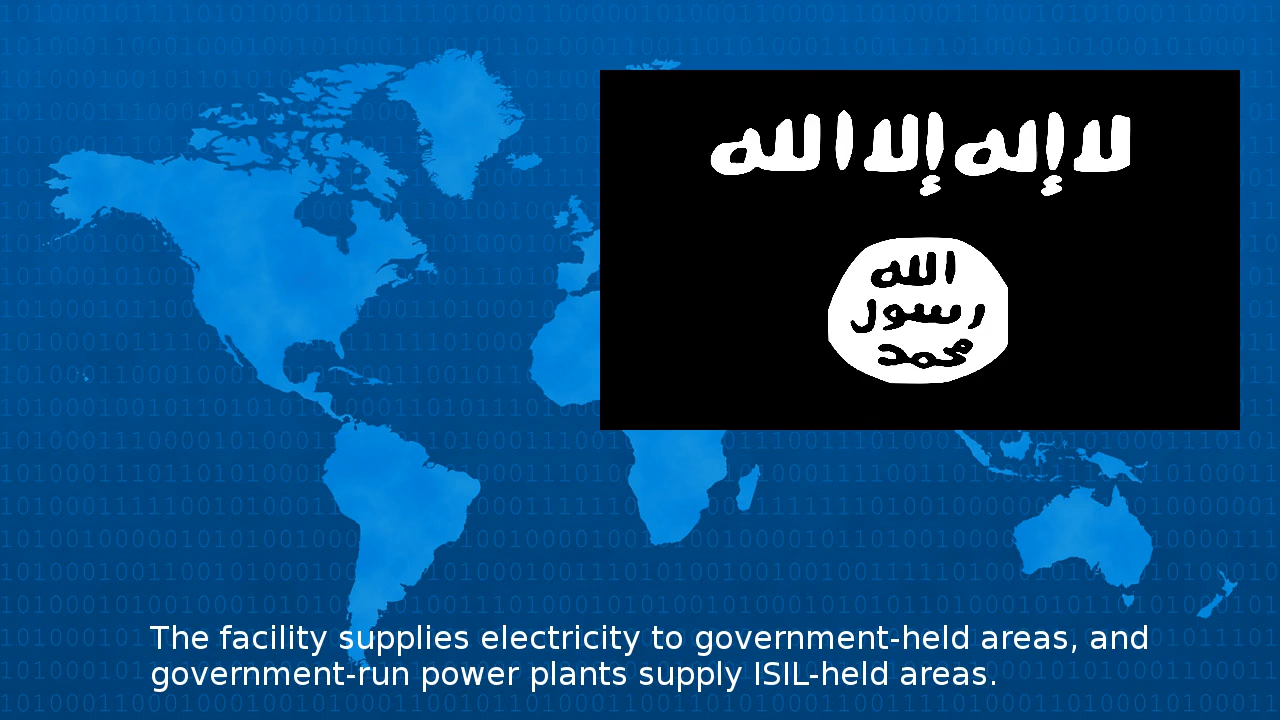 لا إله إلا الله
الله
رسول
محمد
The facility supplies electricity to government-held areas, and
government-run power plants supply ISIL-held areas.